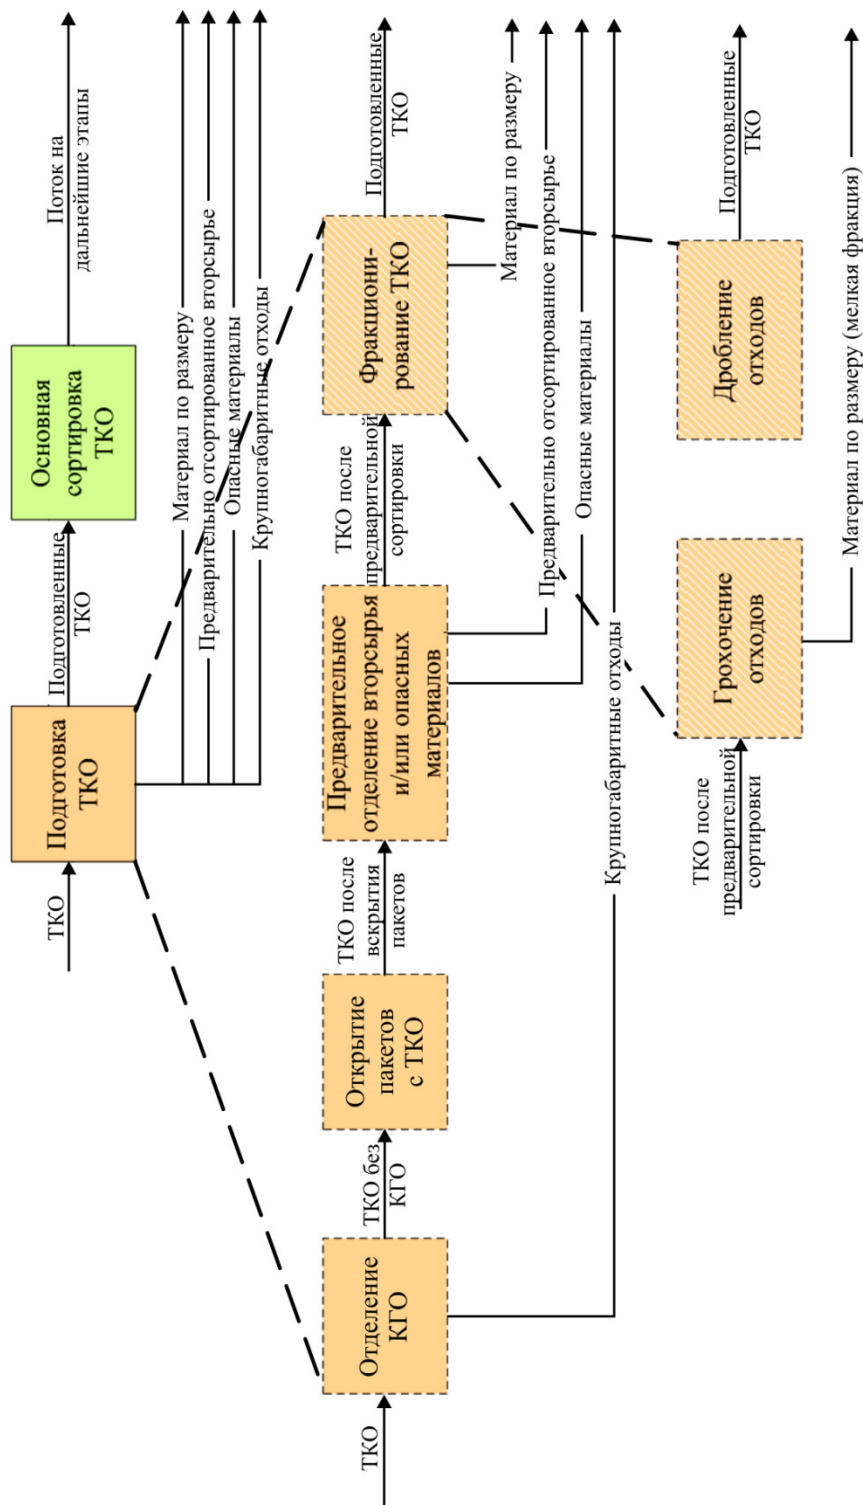 ТКО
Подготовка
ТКО
Подготовленные
ТКО
Основная
сортировка
ТКО
Поток на
дальнейшие этапы
Материал по размеру
Предварительно отсортированное вторсырье
Опасные материалы
Крупногабаритные отходы
ТКО
Отделение
КГО
ТКО без
КГО
Открытие
пакетов
с ТКО
ТКО после
вскрытия
пакетов
Предварительное
отделение вторсырья
и/или опасных
материалов
ТКО после
предварительной
сортировки
Фракциони-
рование ТКО
Подготовленные
ТКО
Материал по размеру
Предварительно отсортированное вторсырье
Опасные материалы
Крупногабаритные отходы
ТКО после
предварительной
сортировки
Грохочение
отходов
Дробление
отходов
Подготовленные
ТКО
Материал по размеру (мелкая фракция)